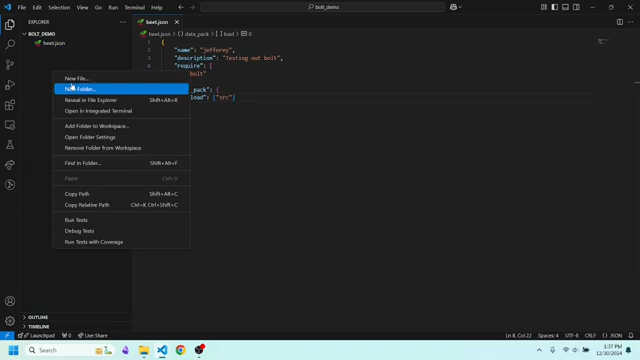 File Edit Selection View Go Run Terminal Help
bolt_demo
EXPLORER
BOLT_DEMO
beet.json
beet.json
beet.json > {} data_pack > [ ] load > 0
1 {
2 "name": "jefferey",
3 "description": "Testing out bolt",
4 "require": [
bolt"
_pack": {
load": ["src"]
New File...
New Folder...
Reveal in File Explorer Shift+Alt+R
Open in Integrated Terminal
Add Folder to Workspace...
Open Folder Settings
Remove Folder from Workspace
Find in Folder... Shift+Alt+F
Paste Ctrl+V
Copy Path Shift+Alt+C
Copy Relative Path Ctrl+K Ctrl+Shift+C
Run Tests
Debug Tests
Run Tests with Coverage
OUTLINE
TIMELINE
Launchpad 0 Live Share
Ln 8, Col 22 Spaces: 4 UTF-8 CRLF {} JSON
Search
1:37 PM
12/30/2024